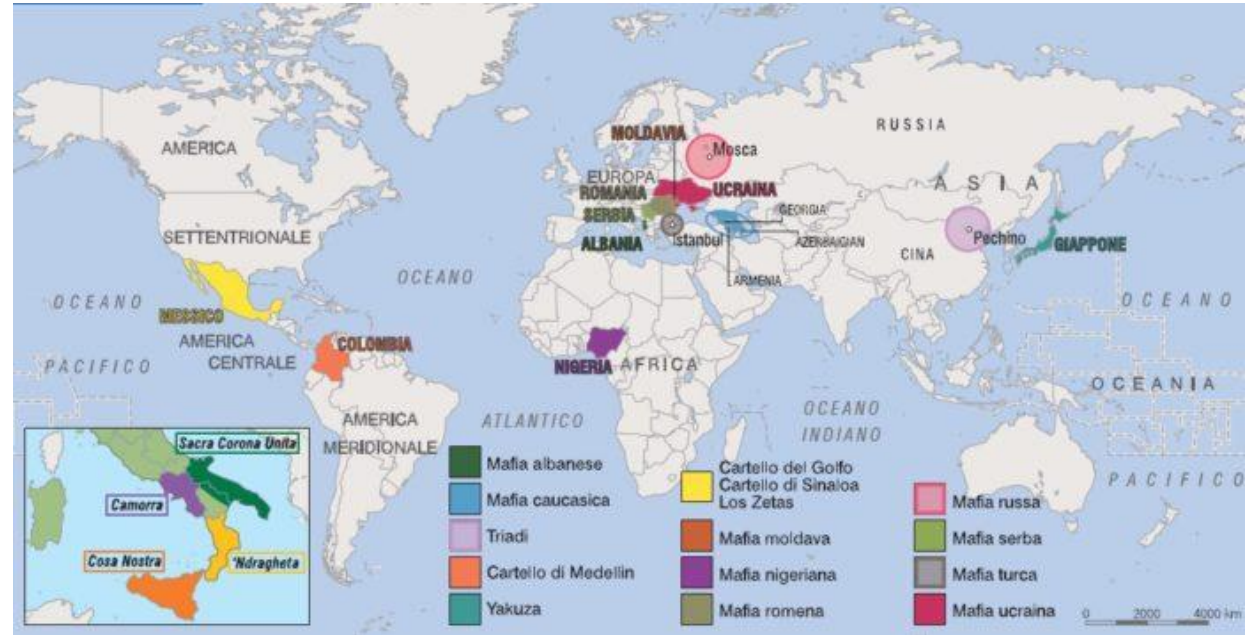 AMERICA
SETTENTRIONALE
OCEANO
PACIFICO
MESSICO
AMERICA
CENTRALE
COLOMBIA
AMERICA
MERIDIONALE
OCEANO
ATLANTICO
MOLDAVIA
EUROPA
ROMANIA
SERBIA
ALBANIA
UCRAINA
Mosca
RUSSIA
ASIA
Istanbul
GEORGIA
AZERBAIGIAN
ARMENIA
CINA
Pechino
GIAPPONE
NIGERIA
AFRICA
OCEANO
INDIANO
OCEANO
OCEANIA
PACIFICO
Sacra Corona Unita
Camorra
Cosa Nostra
'Ndragheta
Mafia albanese
Mafia caucasica
Triadi
Cartello di Medellin
Yakuza
Cartello del Golfo
Cartello di Sinaloa
Los Zetas
Mafia moldava
Mafia nigeriana
Mafia romena
Mafia russa
Mafia serba
Mafia turca
Mafia ucraina
0 2000 4000 km